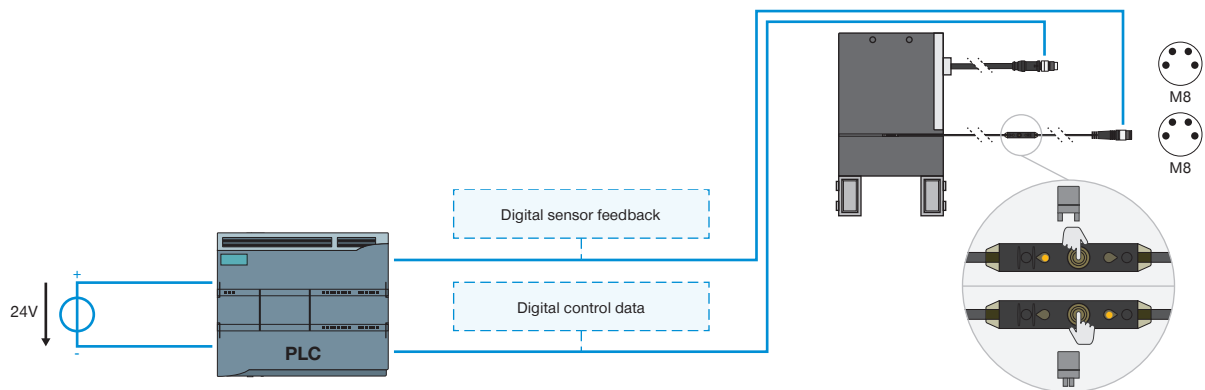 M8
M8
Digital sensor feedback
+
24V
Digital control data
-
PLC